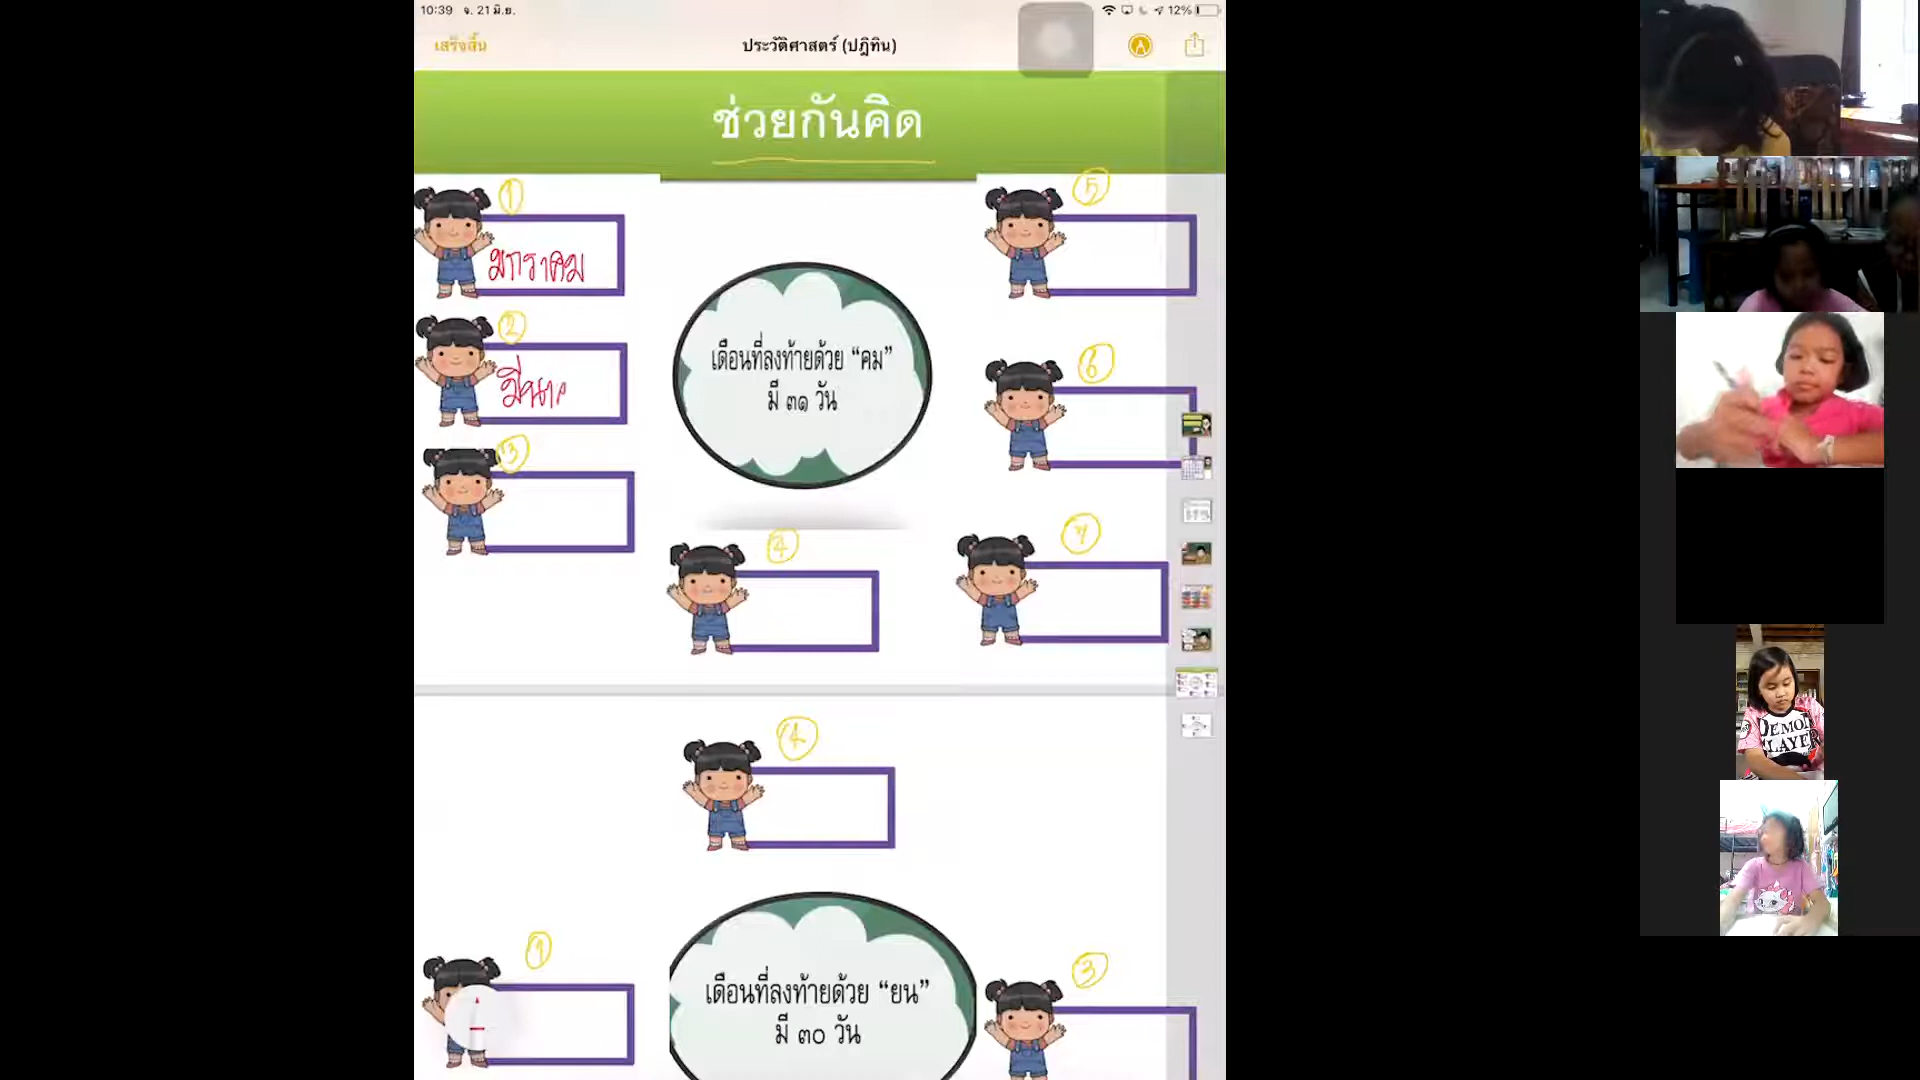 10:39 จ. 21 มิ.ย.
12%
เสร็จสิ้น
ประวัติศาสตร์ (ปฏิทิน)
ช่วยกันคิด
1
มกราคม
2
มีนา
3
เดือนที่ลงท้ายด้วย “คม”
มี ๓๑ วัน
5
6
4
7
4
1
เดือนที่ลงท้ายด้วย “ยน”
มี ๓๐ วัน
3
DEMON
SLAYER